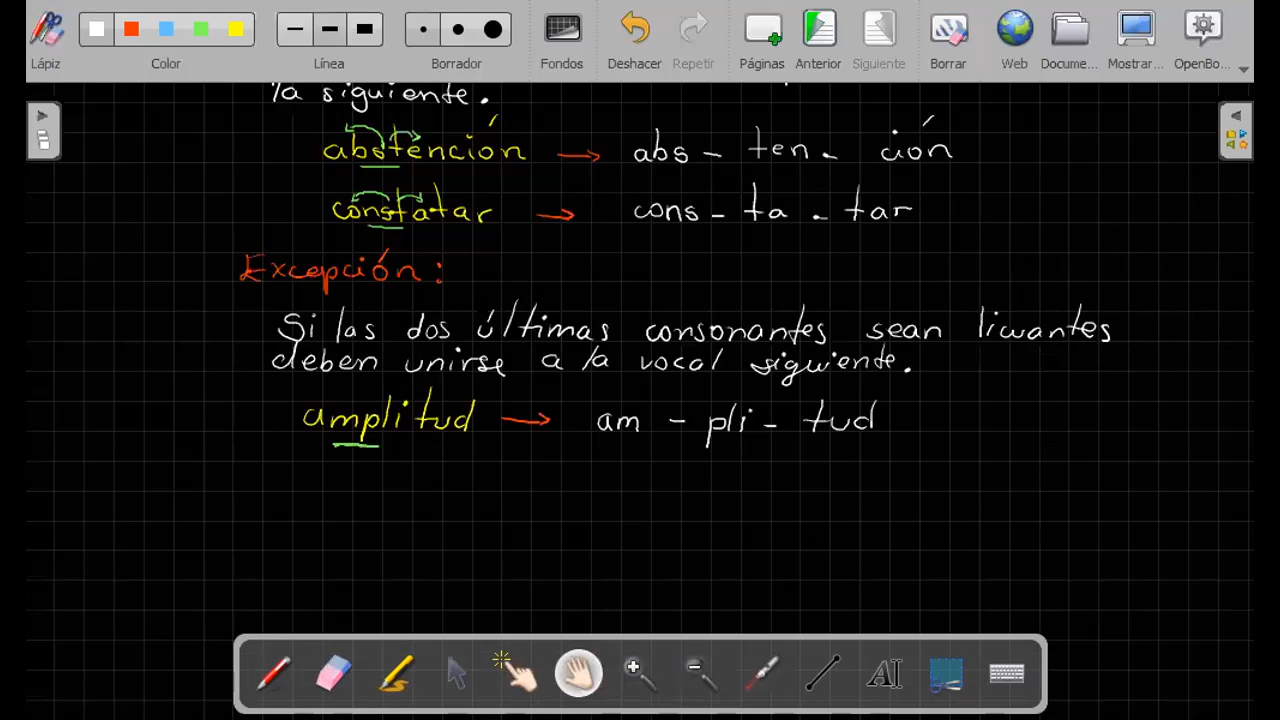 Lápiz Color Línea Borrador Fondos Deshacer Repetir Páginas Anterior Siguiente Borrar Web Docume... Mostrar... OpenBo...
la siguiente.
abstención → abs - ten - ción
constatar → cons - ta - tar
Excepción:
Si las dos últimas consonantes sean licuantes
deben unirse a la vocal siguiente.
amplitud → am - pli - tud